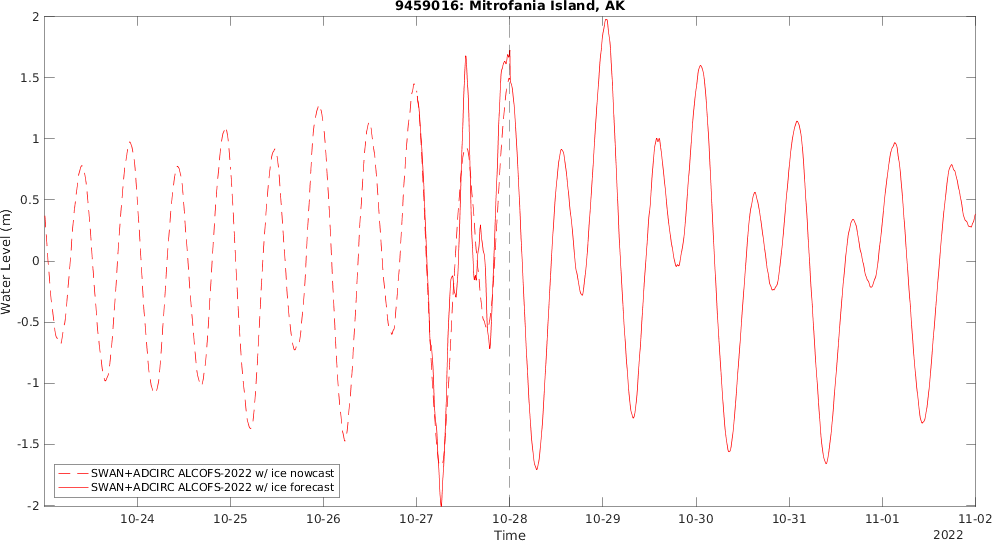 9459016: Mitrofania Island, AK
2
1.5
1
0.5
0
-0.5
-1
-1.5
-2
Water Level (m)
SWAN+ADCIRC ALCOFS-2022 w/ ice nowcast
SWAN+ADCIRC ALCOFS-2022 w/ ice forecast
10-24 10-25 10-26 10-27 10-28 10-29 10-30 10-31 11-01 11-02
Time 2022